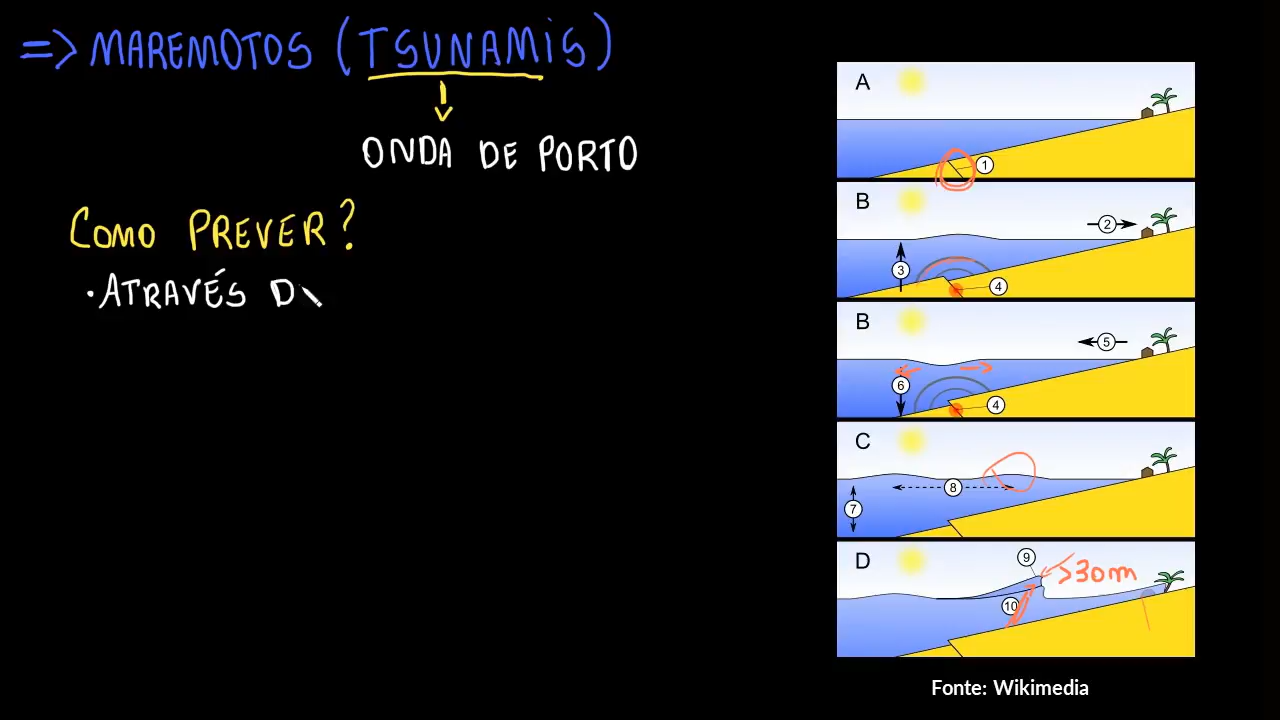 => MAREMOTOS (TSUNAMIS)
ONDA DE PORTO
COMO PREVER?
• ATRAVÉS D
A
1
B
2
3
4
B
5
6
4
C
8
7
D
9
>30m
10
Fonte: Wikimedia